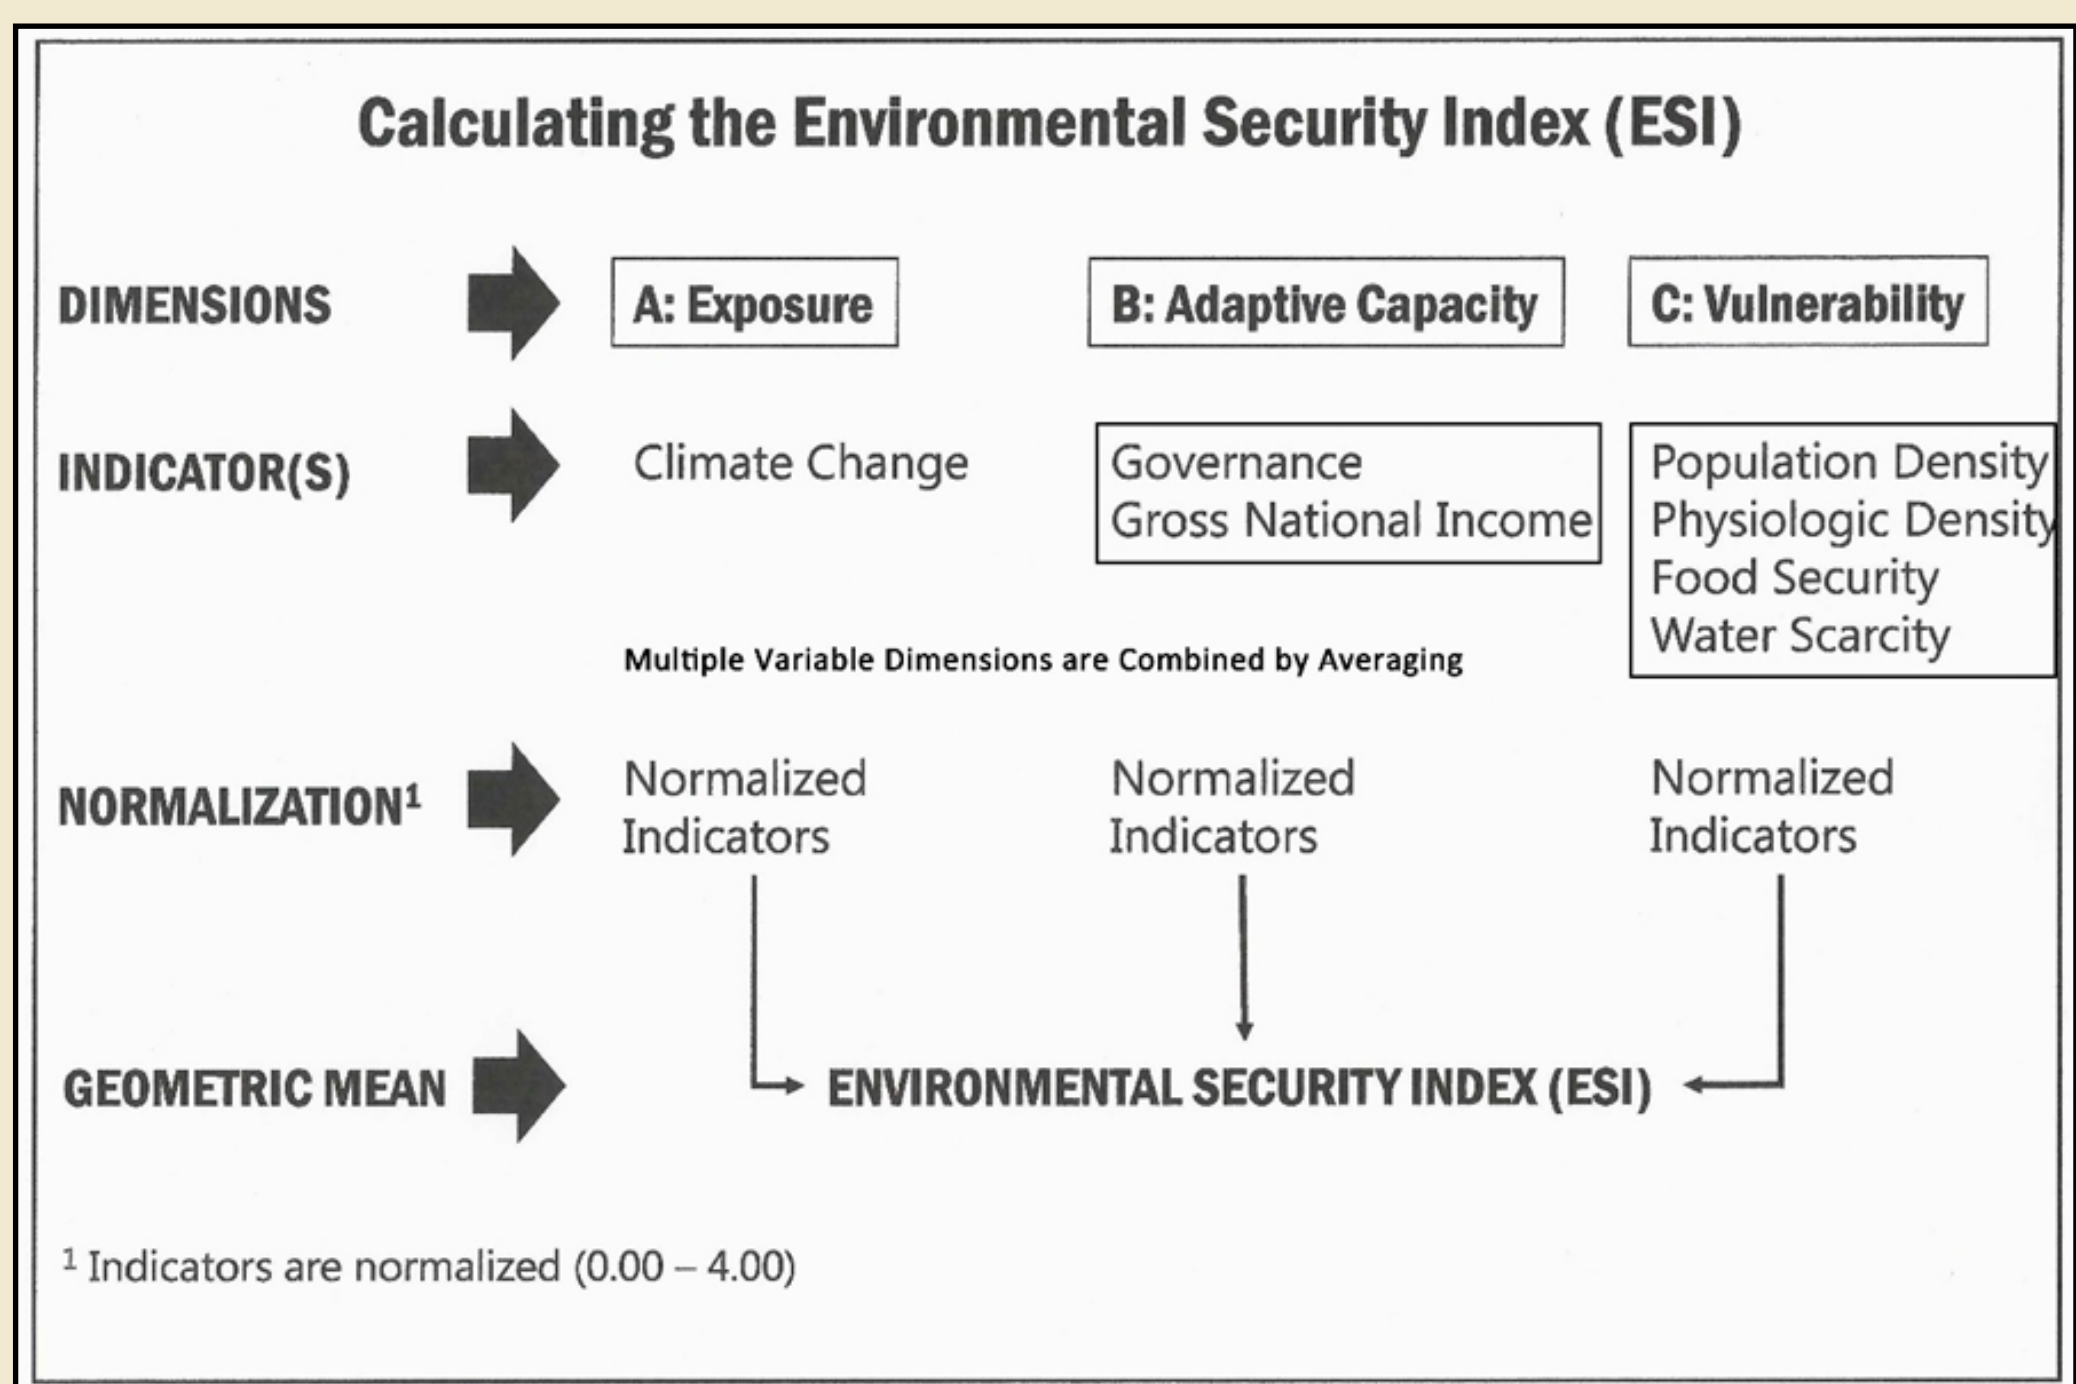 Calculating the Environmental Security Index (ESI)
DIMENSIONS
A: Exposure
B: Adaptive Capacity
C: Vulnerability
INDICATOR(S)
Climate Change
Governance
Gross National Income
Population Density
Physiologic Density
Food Security
Water Scarcity
Multiple Variable Dimensions are Combined by Averaging
NORMALIZATION¹
Normalized
Indicators
Normalized
Indicators
Normalized
Indicators
GEOMETRIC MEAN
ENVIRONMENTAL SECURITY INDEX (ESI)
¹ Indicators are normalized (0.00 – 4.00)